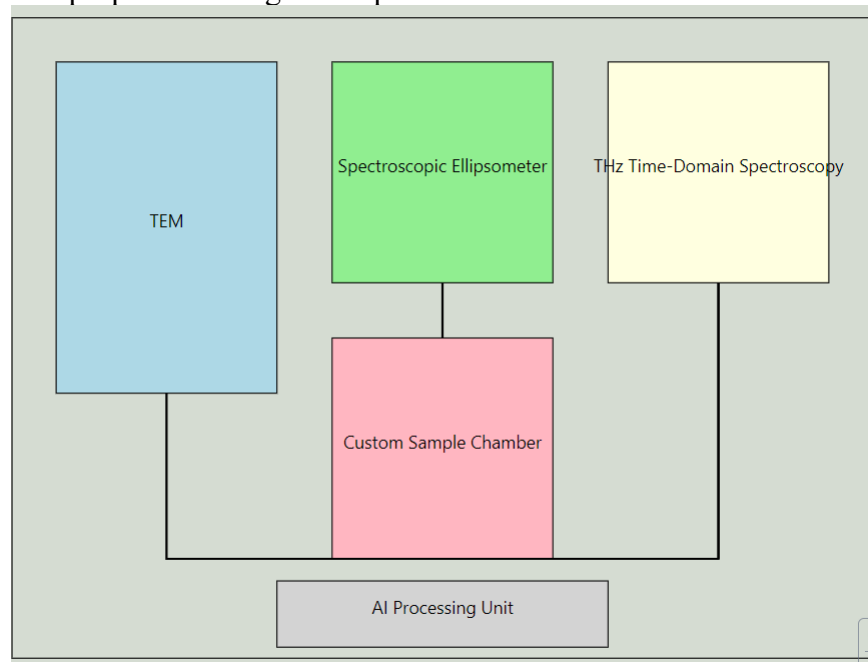 Spectroscopic Ellipsometer
THz Time-Domain Spectroscopy
TEM
Custom Sample Chamber
AI Processing Unit